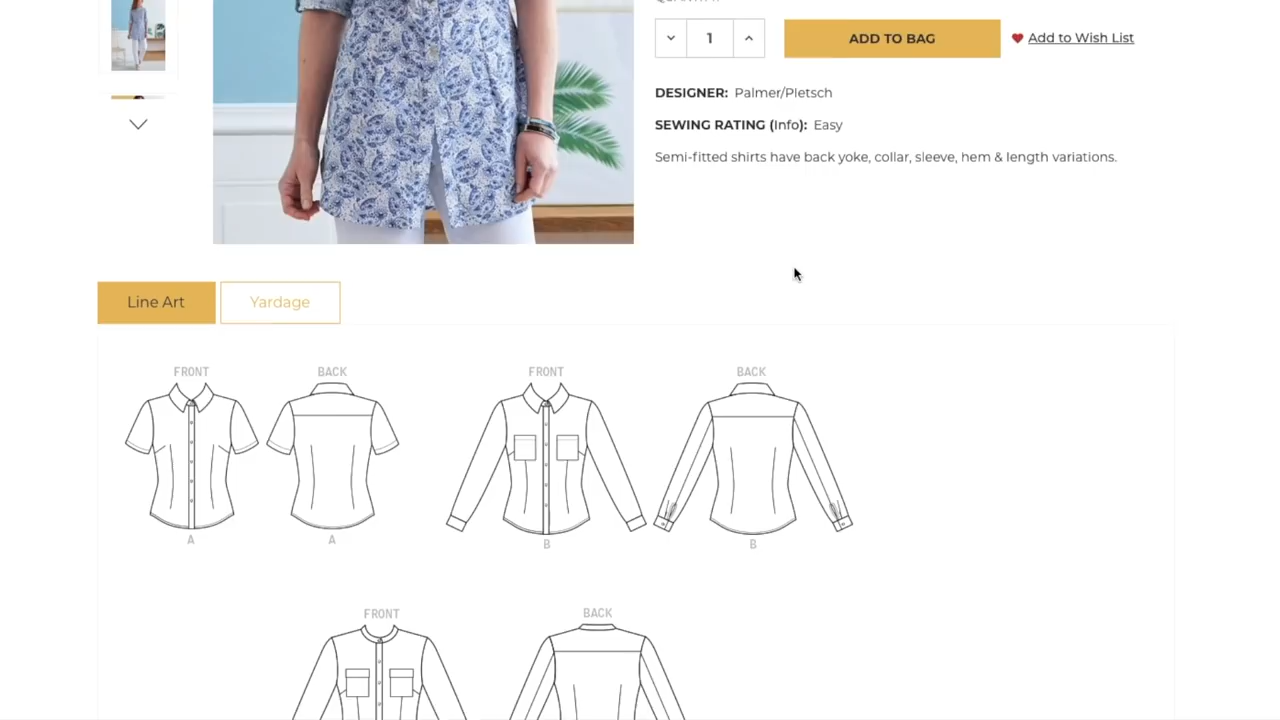 1
ADD TO BAG
Add to Wish List
DESIGNER: Palmer/Pletsch
SEWING RATING (Info): Easy
Semi-fitted shirts have back yoke, collar, sleeve, hem & length variations.
Line Art
Yardage
FRONT
BACK
FRONT
BACK
A
A
B
B
FRONT
BACK